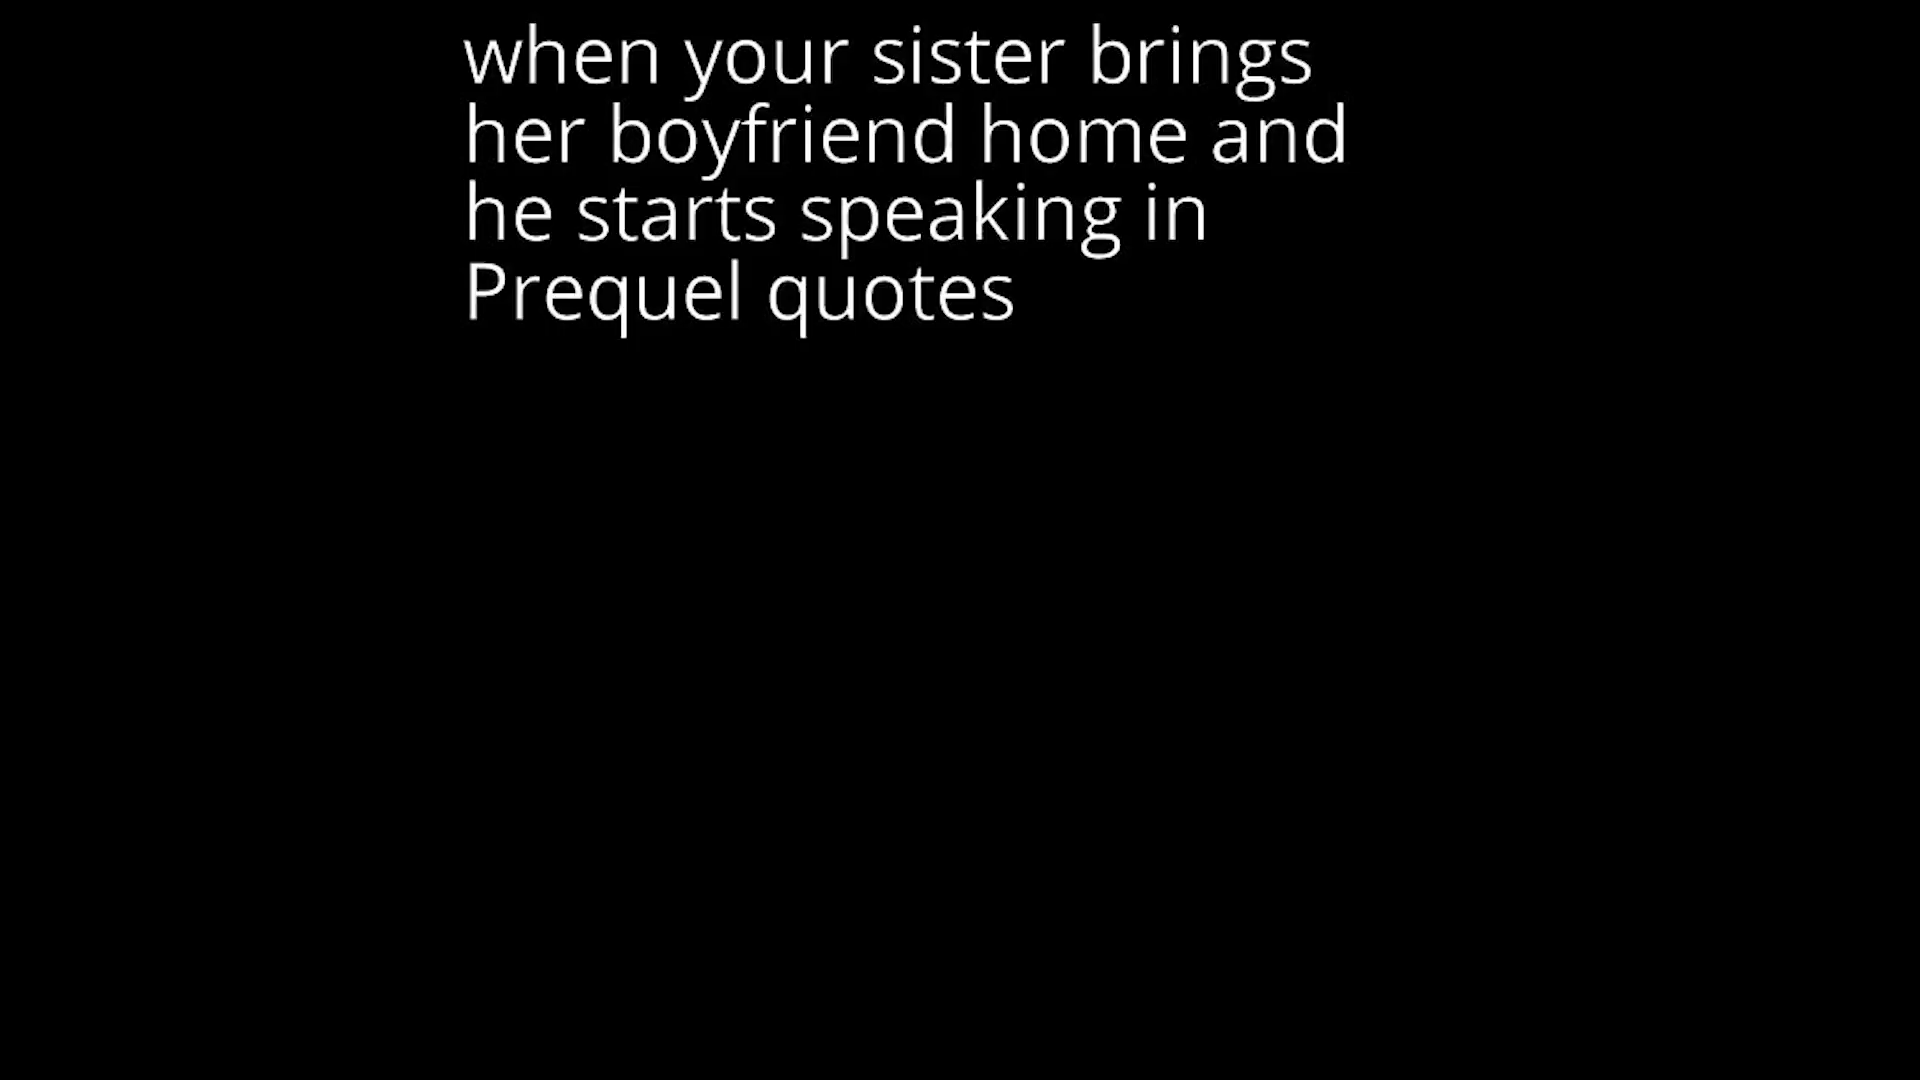 when your sister brings
her boyfriend home and
he starts speaking in
Prequel quotes